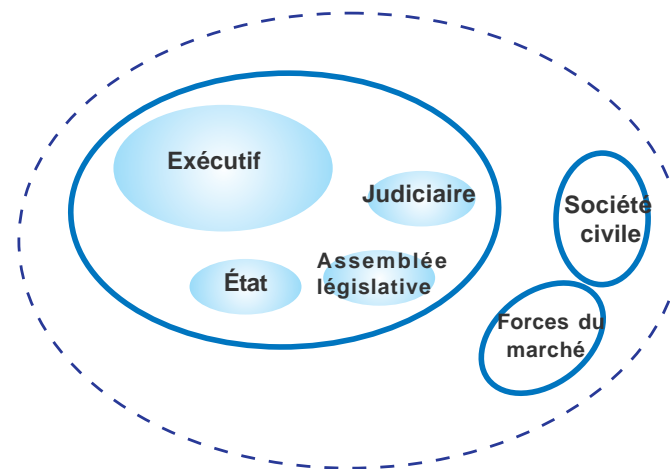 Exécutif
Judiciaire
Société
civile
État
Assemblée
législative
Forces du
marché